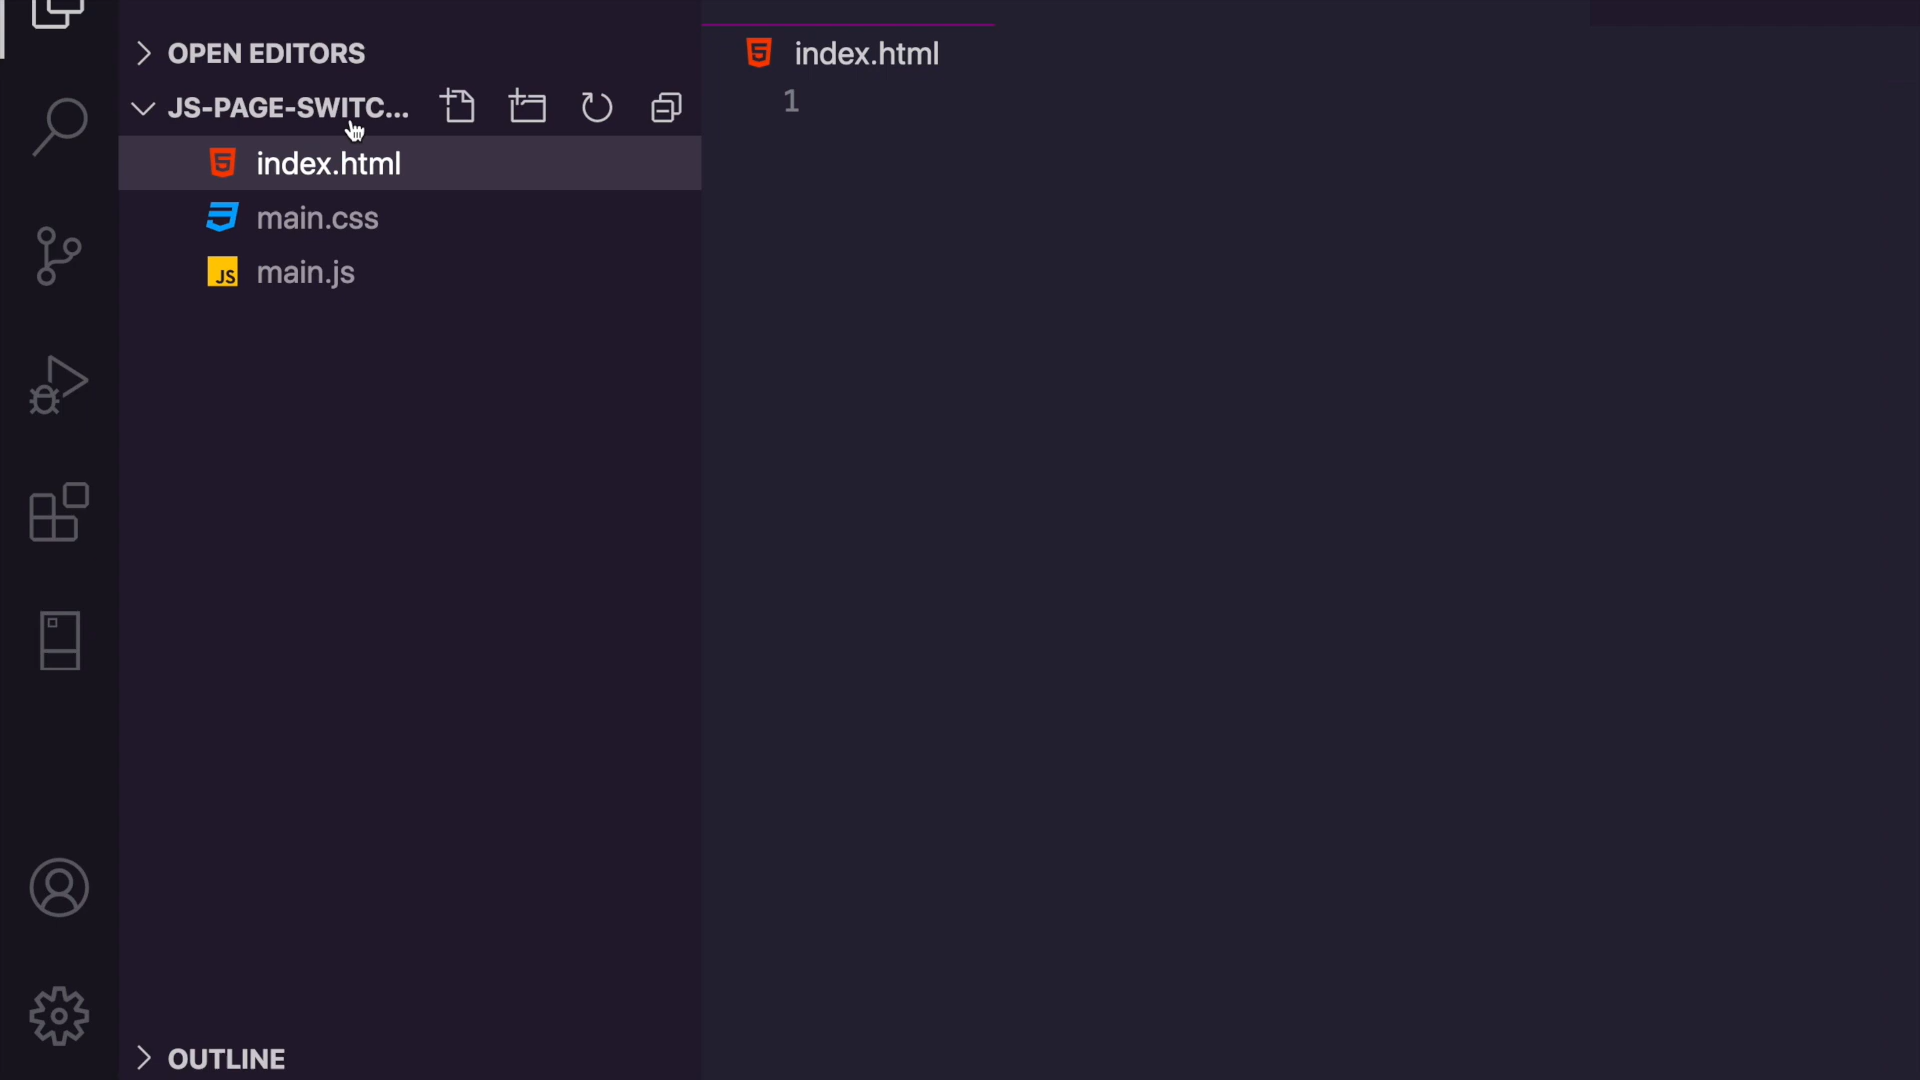 OPEN EDITORS
JS-PAGE-SWITC...
index.html
main.css
JS main.js
OUTLINE
index.html
1